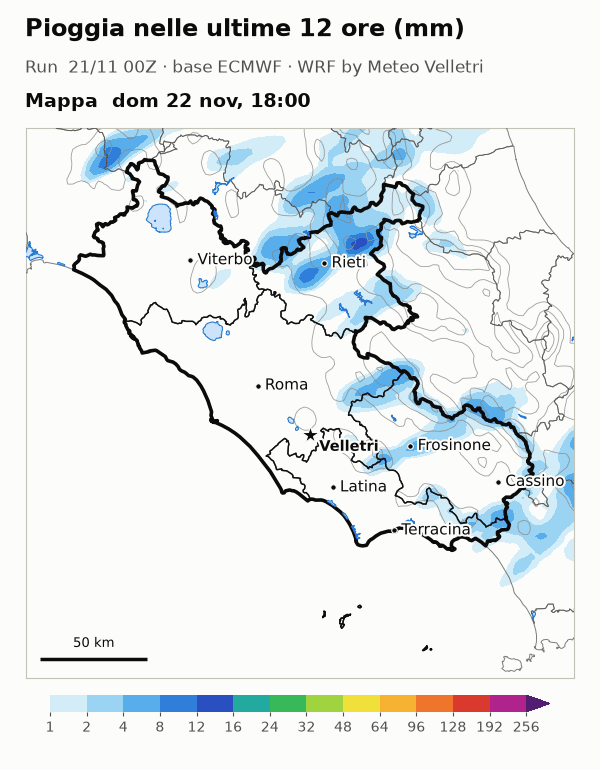 Pioggia nelle ultime 12 ore (mm)
Run  21/11 00Z · base ECMWF · WRF by Meteo Velletri
Mappa  dom 22 nov, 18:00
Viterbo
Rieti
Roma
Velletri
Frosinone
Latina
Cassino
Terracina
50 km
1 2 4 8 12 16 24 32 48 64 96 128 192 256